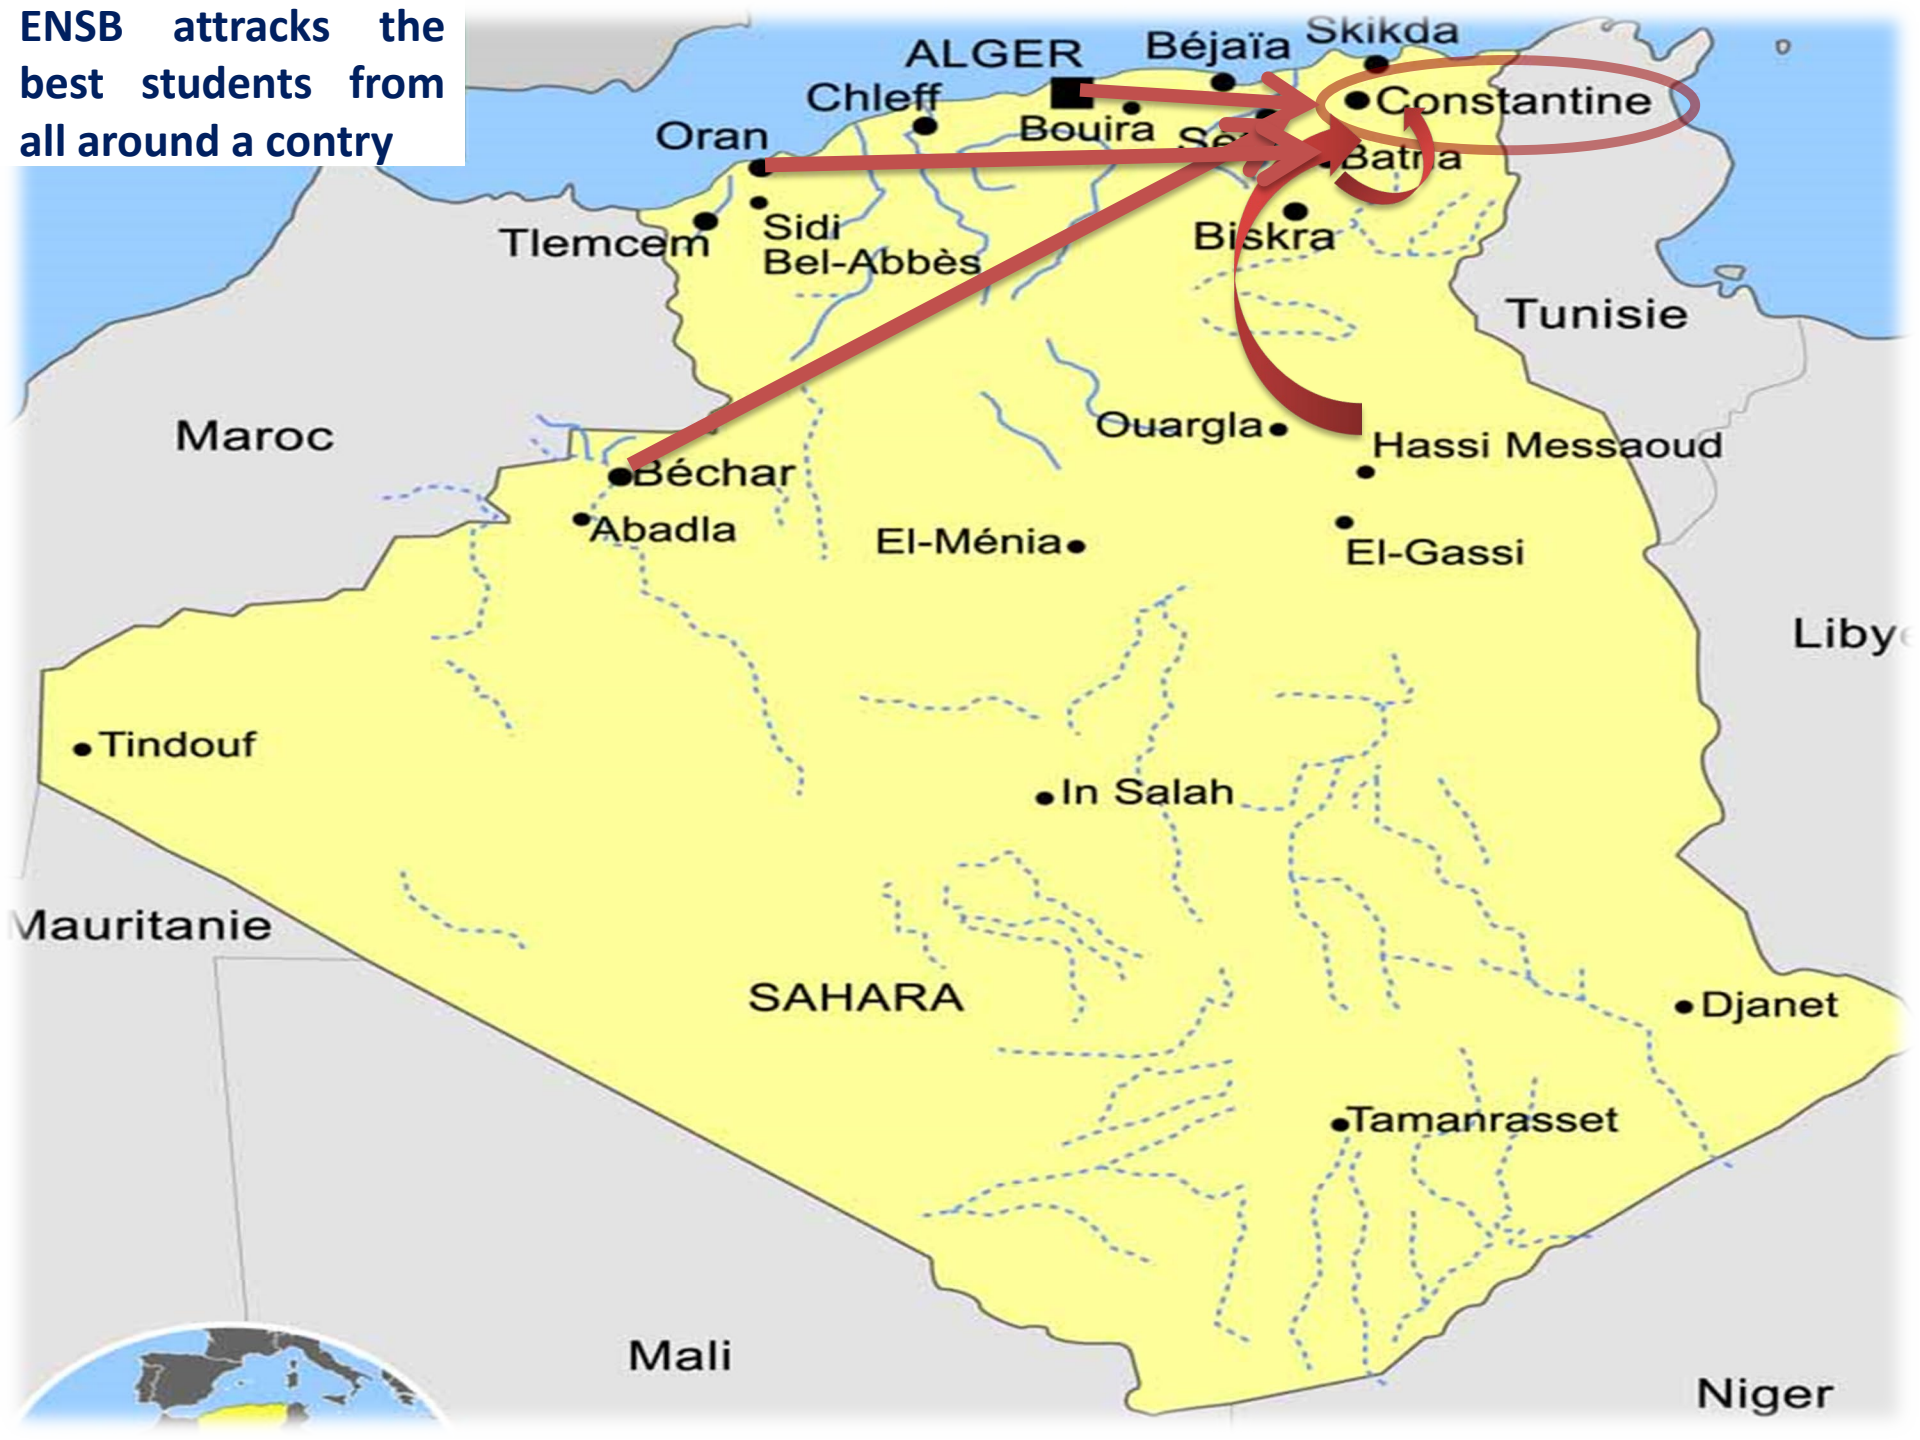 ENSB attracks the
best students from
all around a contry
Skikda
Béjaïa
ALGER
Chleff
Constantine
Bouira
Oran
Batna
Sidi
Bel-Abbès
Tlemcem
Biskra
Tunisie
Maroc
Ouargla
Hassi Messaoud
Béchar
Abadla
El-Ménia
El-Gassi
Tindouf
In Salah
SAHARA
Djanet
Tamanrasset
Mauritanie
Mali
Niger